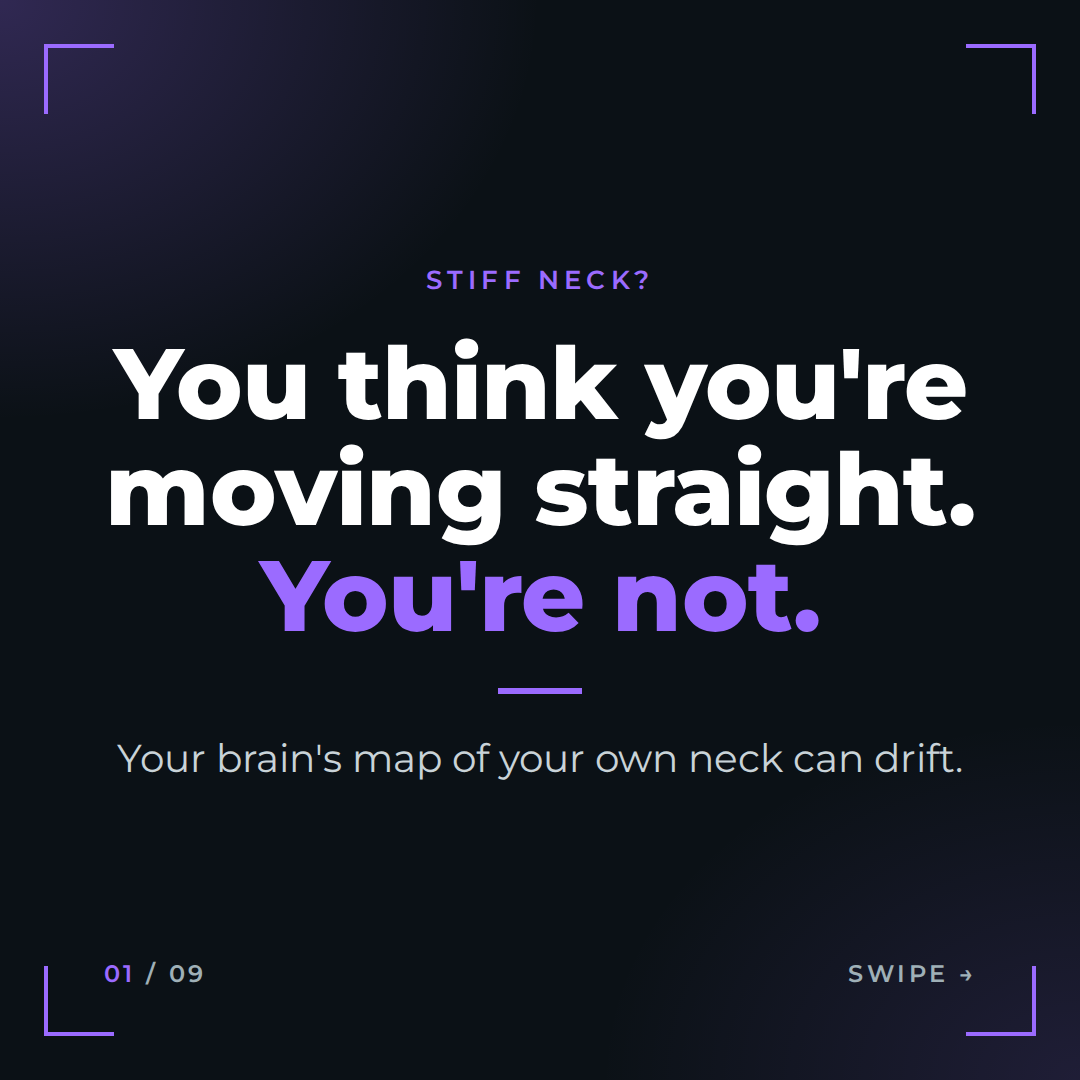 STIFF NECK?
You think you're
moving straight.
You're not.
Your brain's map of your own neck can drift.
01 / 09
SWIPE →